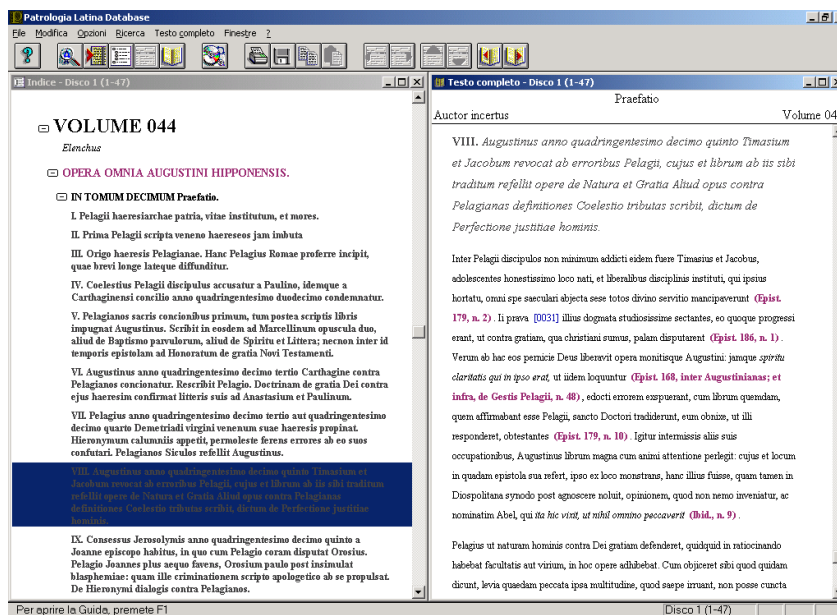 Patrologia Latina Database
File Modifica Opzioni Ricerca Testo completo Finestre ?
Indice - Disco 1 (1-47)
VOLUME 044
Elenchus
OPERA OMNIA AUGUSTINI HIPPONENSIS.
IN TOMUM DECIMUM Praefatio.
I. Pelagii haeresiarchae patria, vitae institutum, et mores.
II. Prima Pelagii scripta veneno haereseos jam imbuta
III. Origo haeresis Pelagianae. Hanc Pelagius Romae proferre incipit,
quae brevi longe lateque diffunditur.
IV. Coelestius Pelagii discipulus accusatur a Paulino, idemque a
Carthaginensi concilio anno quadringentesimo duodecimo condemnatur.
V. Pelagianos sacris concionibus primum, tum postea scriptis libris
impugnat Augustinus. Scribit in eosdem ad Marcellinum opuscula duo,
aliud de Baptismo parvulorum, aliud de Spiritu et Littera; necnon inter id
temporis epistolam ad Honoratum de gratia Novi Testamenti.
VI. Augustinus anno quadringentesimo decimo tertio Carthagine contra
Pelagianos concionatur. Rescribit Pelagio. Doctrinam de gratia Dei contra
ejus haeresim confirmat litteris suis ad Anastasium et Paulinum.
VII. Pelagius anno quadringentesimo decimo tertio aut quadringentesimo
decimo quarto Demetriadi virgini venenum suae haeresis propinat.
Hieronymum calumniis appetit, permoleste ferens errores ab eo suos
confutari. Pelagianos Siculos refellit Augustinus.
VIII. Augustinus anno quadringentesimo decimo quinto Timasium et
Jacobum revocat ab erroribus Pelagii, cujus et librum ab iis sibi traditum
refellit opere de Natura et Gratia Aliud opus contra Pelagianas
definitiones Coelestio tributas scribit, dictum de Perfectione justitiae
hominis.
IX. Consessus Jerosolymis anno quadringentesimo decimo quinto a
Joanne episcopo habitus, in quo cum Pelagio coram disputat Orosius.
Pelagio Joannes plus aequo favens, Orosium paulo post insimulat
blasphemiae: quam ille criminationem scripto apologetico ab se propulsat.
De Hieronymi dialogis contra Pelagianos.
Testo completo - Disco 1 (1-47)
Praefatio
Auctor incertus Volume 04
VIII. Augustinus anno quadringentesimo decimo quinto Timasium
et Jacobum revocat ab erroribus Pelagii, cujus et librum ab iis sibi
traditum refellit opere de Natura et Gratia Aliud opus contra
Pelagianas definitiones Coelestio tributas scribit, dictum de
Perfectione justitiae hominis.
Inter Pelagii discipulos non minimum addicti eidem fuere Timasius et Jacobus,
adolescentes honestissimo loco nati, et liberalibus disciplinis instituti, qui ipsius
hortatu, omni spe saeculari abjecta sese totos divino servitio mancipaverunt (Epist.
179, n. 2) . Ii prava [0031] illius dogmata studiosissime sectantes, eo quoque progressi
erant, ut contra gratiam, qua christiani sumus, palam disputarent (Epist. 186, n. 1) .
Verum ab hac eos pernicie Deus liberavit opera monitisque Augustini: jamque spiritu
claritatis qui in ipso erat, ut iidem loquuntur (Epist. 168, inter Augustinianas; et
infra, de Gestis Pelagii, n. 48) , edocti errorem exspuerant, cum librum quemdam,
quem affirmabant esse Pelagii, sancto Doctori tradiderunt, eum obnixe, ut illi
responderet, obtestantes (Epist. 179, n. 10) . Igitur intermissis aliis suis
occupationibus, Augustinus librum magna cum animi attentione perlegit: cujus et locum
in quadam epistola sua refert, ipso ex loco monstrans, hanc illius fuisse, quam tamen in
Diospolitana synodo post agnoscere noluit, opinionem, quod non nemo inveniatur, ac
nominatim Abel, qui ita hic vixit, ut nihil omnino peccaverit (Ibid., n. 9) .
Pelagius ut naturam hominis contra Dei gratiam defenderet, quidquid in ratiocinando
habebat facultatis aut virium, in hoc opere adhibebat. Cum objiceret sibi quod quidam
dicunt, levia quaedam peccata ipsa multitudine, quod saepe irruant, non posse cuncta
Per aprire la Guida, premete F1
Disco 1 (1-47)